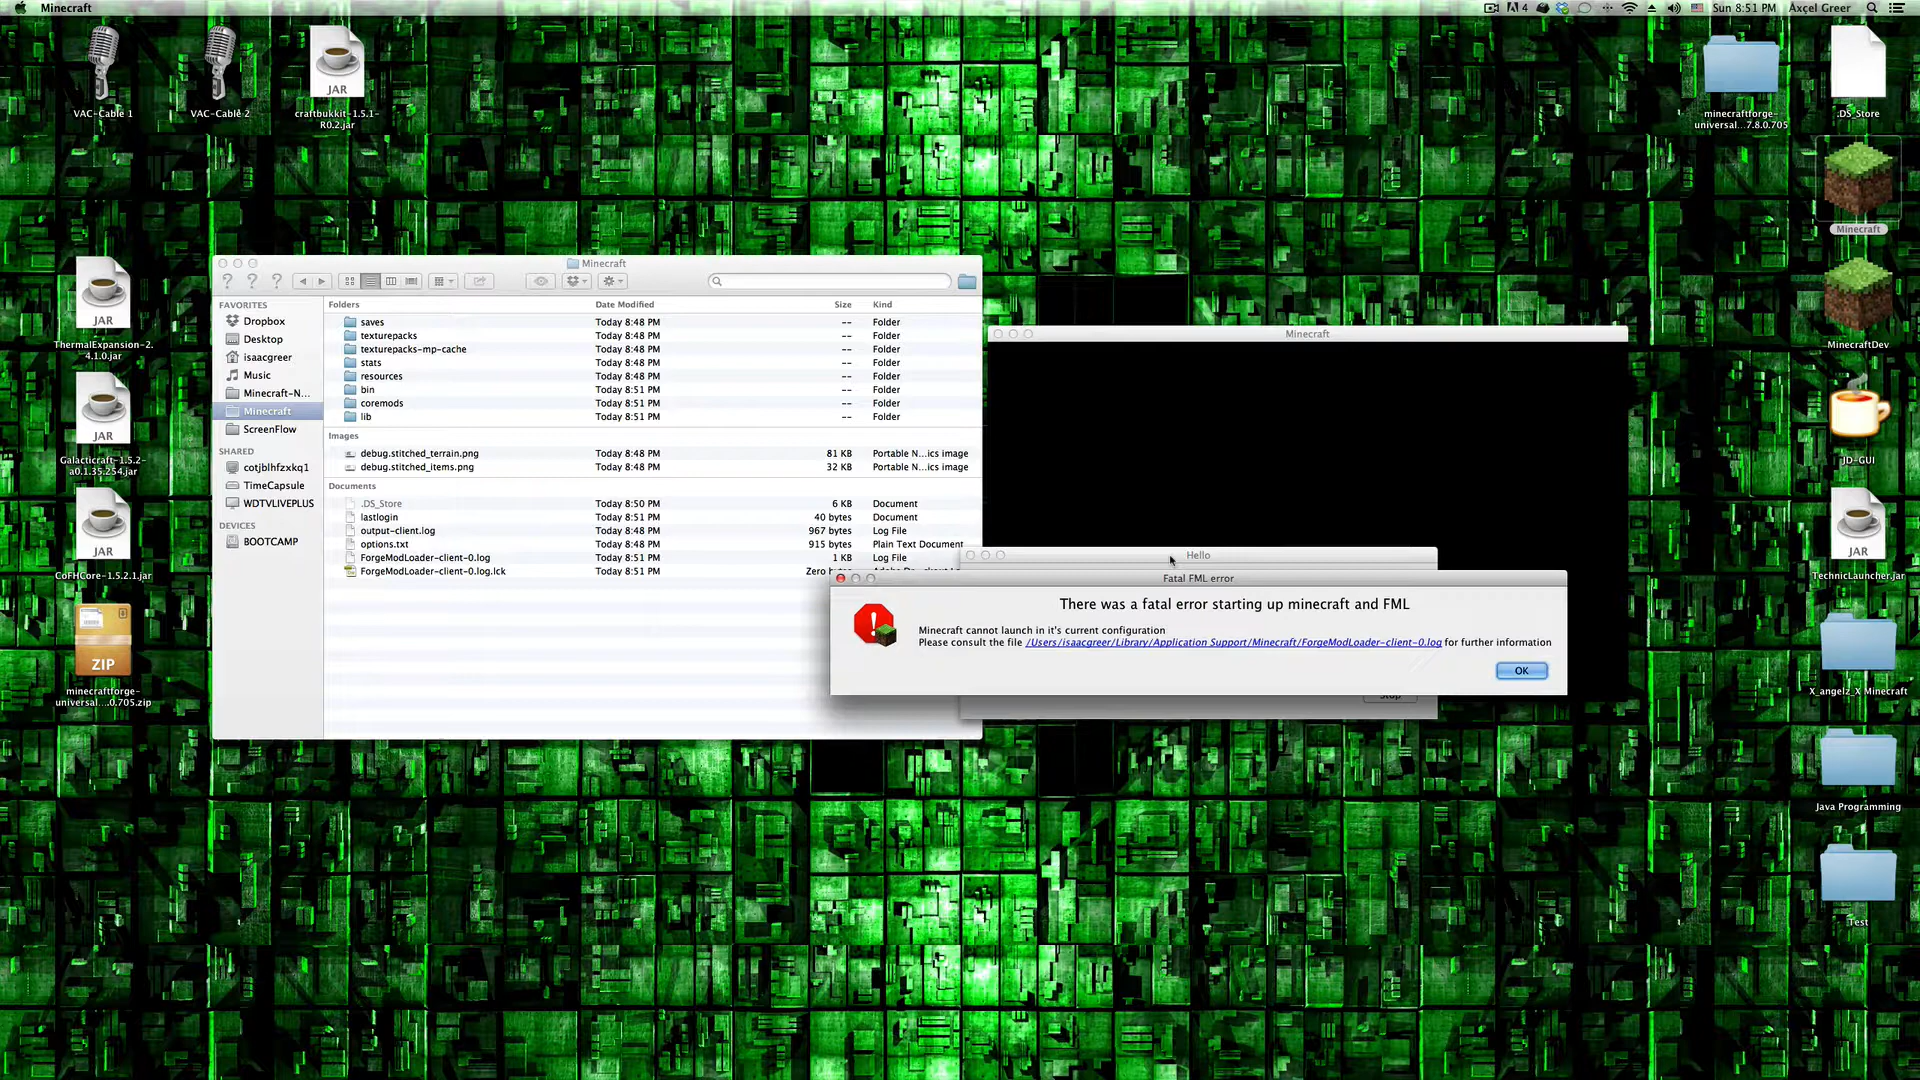 Minecraft
4
Sun 8:51 PM
Axçel Greer
VAC-Cable 1
VAC-Cable 2
JAR
craftbukkit-1.5.1-
R0.2.jar
minecraftforge-
universal...7.8.0.705
.DS_Store
Minecraft
MinecraftDev
JAR
ThermalExpansion-2.
4.1.0.jar
JAR
Galacticraft-1.5.2-
a0.1.35.254.jar
JAR
CoFHCore-1.5.2.1.jar
ZIP
minecraftforge-
universal....0.705.zip
JD-GUI
JAR
TechnicLauncher.jar
X_angelz_X Minecraft
Java Programming
Test
Minecraft
FAVORITES
Dropbox
Desktop
isaacgreer
Music
Minecraft-N...
Minecraft
ScreenFlow
SHARED
cotjblhfzxkq1
TimeCapsule
WDTVLIVEPLUS
DEVICES
BOOTCAMP
Folders Date Modified Size Kind
saves Today 8:48 PM -- Folder
texturepacks Today 8:48 PM -- Folder
texturepacks-mp-cache Today 8:48 PM -- Folder
stats Today 8:48 PM -- Folder
resources Today 8:48 PM -- Folder
bin Today 8:51 PM -- Folder
coremods Today 8:51 PM -- Folder
lib Today 8:51 PM -- Folder
Images
debug.stitched_terrain.png Today 8:48 PM 81 KB Portable N...ics image
debug.stitched_items.png Today 8:48 PM 32 KB Portable N...ics image
Documents
.DS_Store Today 8:50 PM 6 KB Document
lastlogin Today 8:51 PM 40 bytes Document
output-client.log Today 8:48 PM 967 bytes Log File
options.txt Today 8:48 PM 915 bytes Plain Text Document
ForgeModLoader-client-0.log Today 8:51 PM 1 KB Log File
ForgeModLoader-client-0.log.lck Today 8:51 PM
Minecraft
Hello
Fatal FML error
There was a fatal error starting up minecraft and FML
Minecraft cannot launch in it's current configuration
Please consult the file /Users/isaacgreer/Library/Application Support/Minecraft/ForgeModLoader-client-0.log for further information
OK